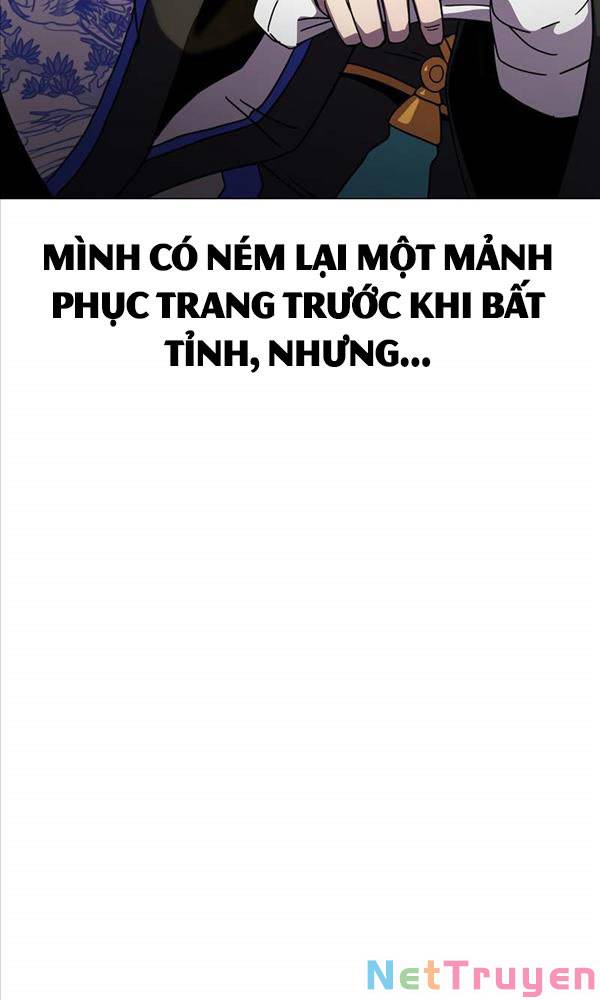 MÌNH CÓ NÉM LẠI MỘT MẢNH
PHỤC TRANG TRƯỚC KHI BẤT
TỈNH, NHƯNG...
NetTruyen